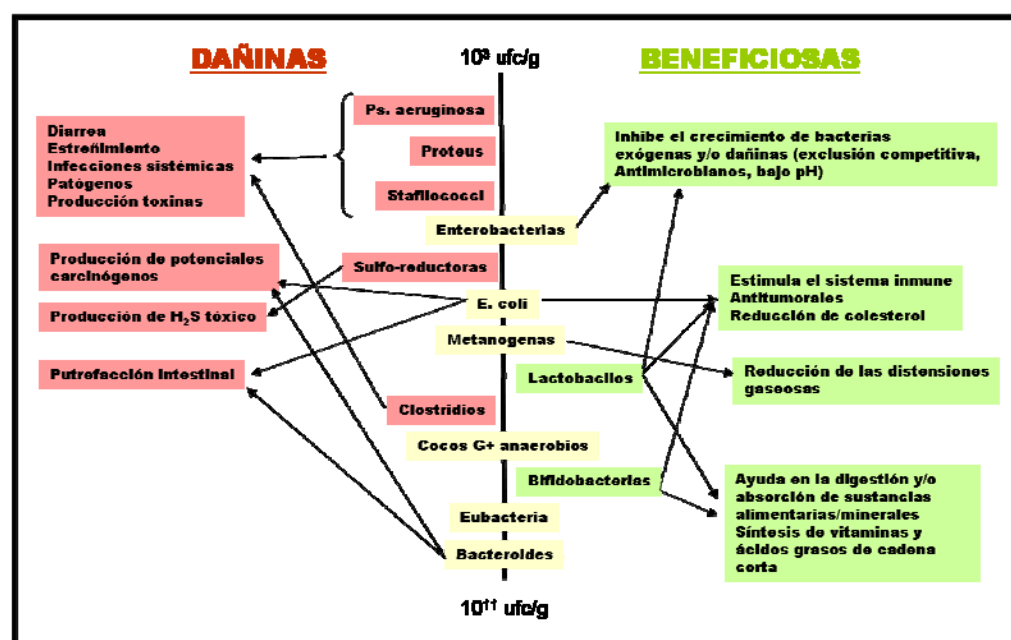 DAÑINAS
10³ ufc/g
BENEFICIOSAS
Ps. aeruginosa
Proteus
Stafilococci
Enterobacterias
Sulfo-reductoras
E. coli
Metanogenas
Lactobacilos
Clostridios
Cocos G+ anaerobios
Bifidobacterias
Eubacteria
Bacteroides
10¹¹ ufc/g
Diarrea
Estreñimiento
Infecciones sistémicas
Patógenos
Producción toxinas
Producción de potenciales
carcinógenos
Producción de H₂S tóxico
Putrefacción intestinal
Inhibe el crecimiento de bacterias
exógenas y/o dañinas (exclusión competitiva,
Antimicrobianos, bajo pH)
Estimula el sistema inmune
Antitumorales
Reducción de colesterol
Reducción de las distensiones
gaseosas
Ayuda en la digestión y/o
absorción de sustancias
alimentarias/minerales
Síntesis de vitaminas y
ácidos grasos de cadena
corta